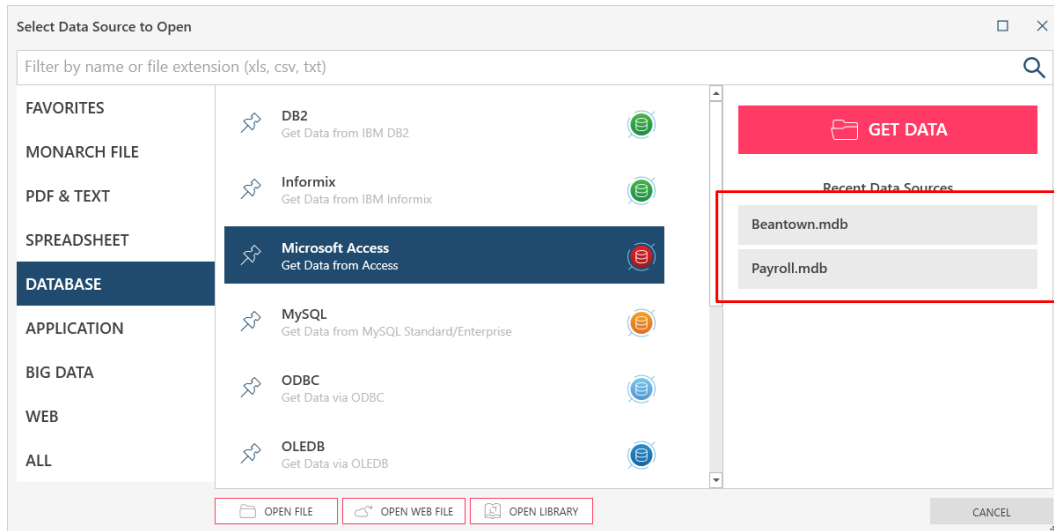 Select Data Source to Open
Filter by name or file extension (xls, csv, txt)
FAVORITES
MONARCH FILE
PDF & TEXT
SPREADSHEET
DATABASE
APPLICATION
BIG DATA
WEB
ALL
DB2
Get Data from IBM DB2
Informix
Get Data from IBM Informix
Microsoft Access
Get Data from Access
MySQL
Get Data from MySQL Standard/Enterprise
ODBC
Get Data via ODBC
OLEDB
Get Data via OLEDB
GET DATA
Recent Data Sources
Beantown.mdb
Payroll.mdb
OPEN FILE
OPEN WEB FILE
OPEN LIBRARY
CANCEL